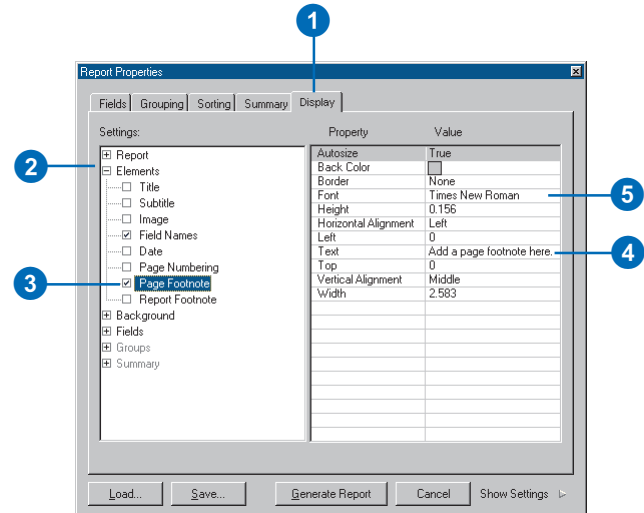 1
Report Properties
Fields Grouping Sorting Summary Display
Settings:
Property Value
2
Report
Elements
Title
Subtitle
Image
Field Names
Date
Page Numbering
3
Page Footnote
Report Footnote
Background
Fields
Groups
Summary
Autosize True
Back Color
Border None
Font Times New Roman
5
Height 0.156
Horizontal Alignment Left
Left 0
Text Add a page footnote here.
4
Top 0
Vertical Alignment Middle
Width 2.583
Load... Save... Generate Report Cancel Show Settings